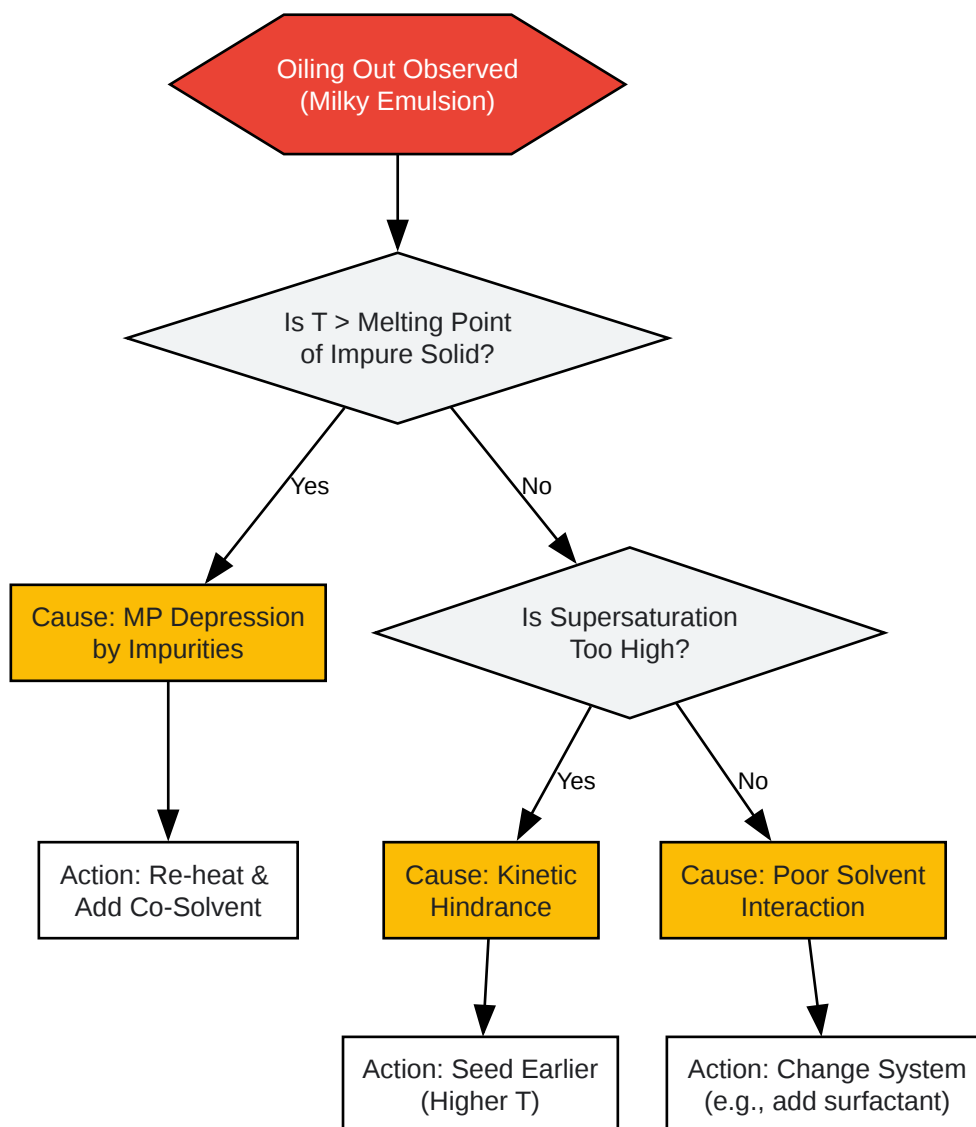 Oiling Out Observed
(Milky Emulsion)
Is T > Melting Point
of Impure Solid?
Yes
No
Cause: MP Depression
by Impurities
Is Supersaturation
Too High?
Yes
No
Action: Re-heat &
Add Co-Solvent
Cause: Kinetic
Hindrance
Cause: Poor Solvent
Interaction
Action: Seed Earlier
(Higher T)
Action: Change System
(e.g., add surfactant)